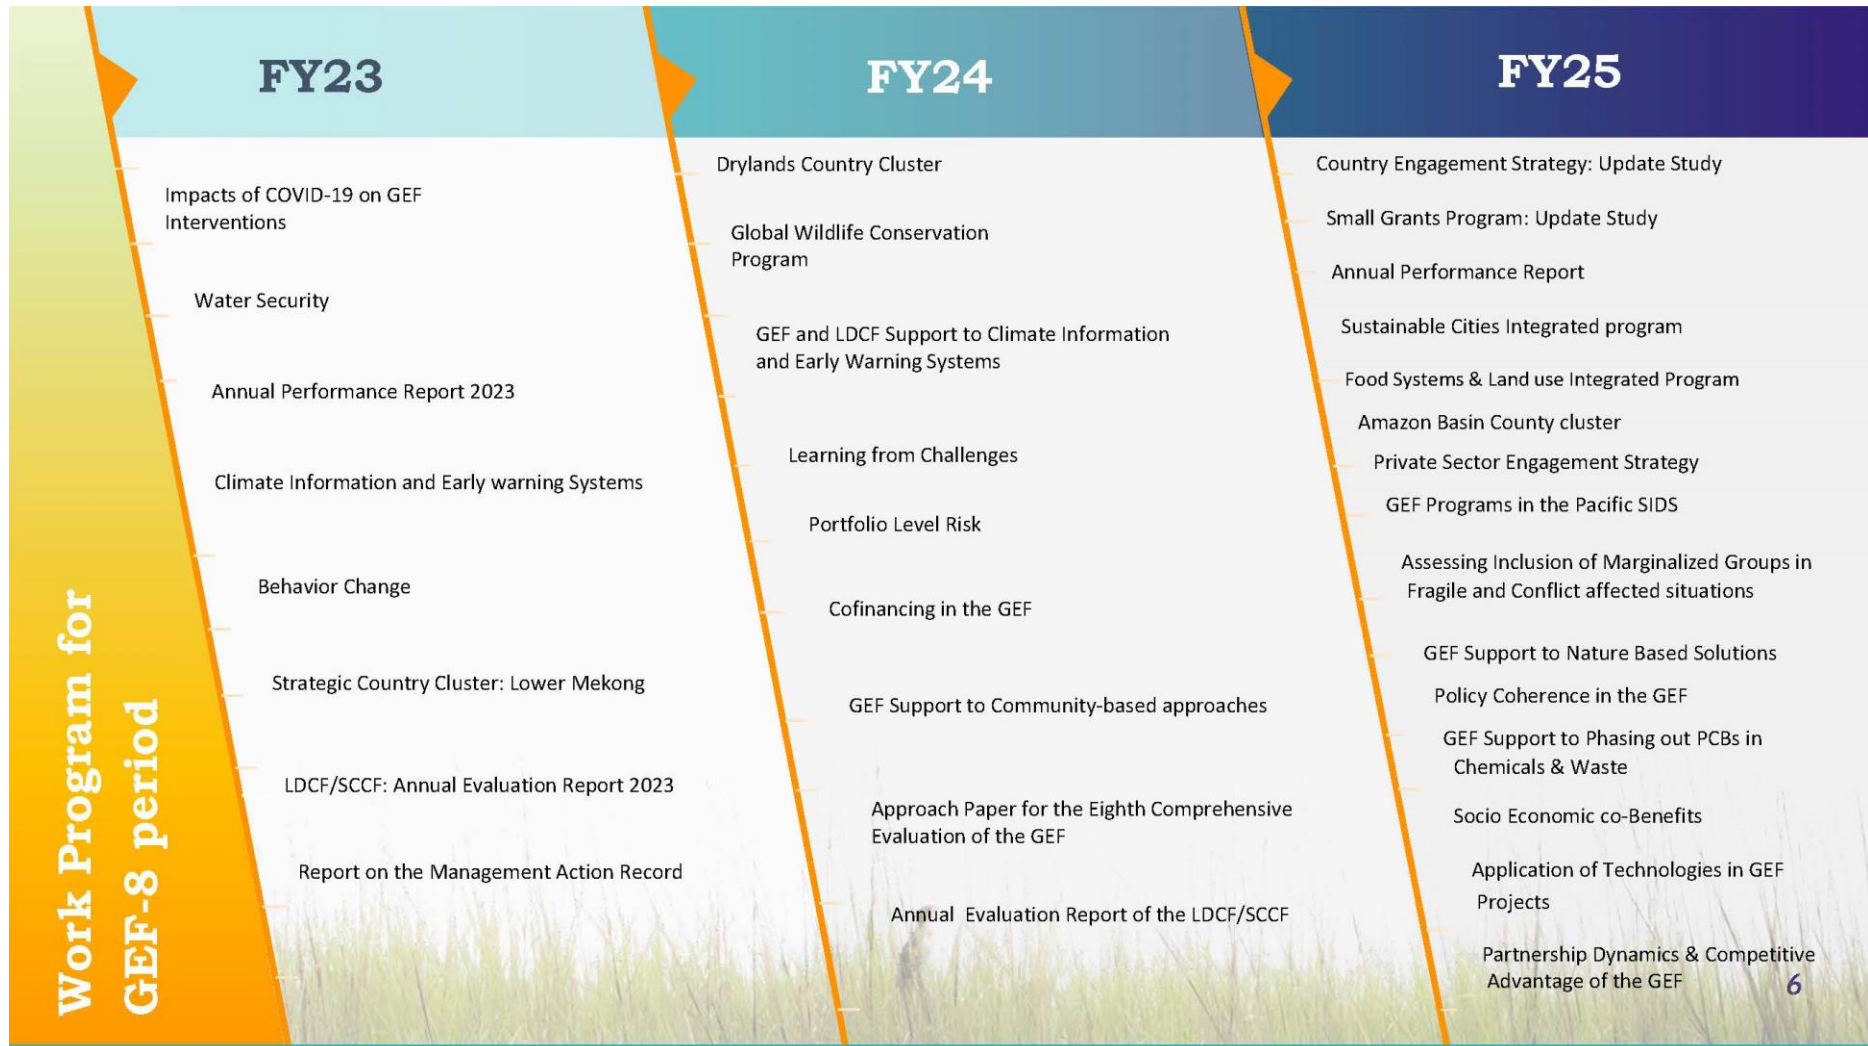 Work Program for
GEF-8 period
FY23
Impacts of COVID-19 on GEF
Interventions
Water Security
Annual Performance Report 2023
Climate Information and Early warning Systems
Behavior Change
Strategic Country Cluster: Lower Mekong
LDCF/SCCF: Annual Evaluation Report 2023
Report on the Management Action Record
FY24
Drylands Country Cluster
Global Wildlife Conservation
Program
GEF and LDCF Support to Climate Information
and Early Warning Systems
Learning from Challenges
Portfolio Level Risk
Cofinancing in the GEF
GEF Support to Community-based approaches
Approach Paper for the Eighth Comprehensive
Evaluation of the GEF
Annual Evaluation Report of the LDCF/SCCF
FY25
Country Engagement Strategy: Update Study
Small Grants Program: Update Study
Annual Performance Report
Sustainable Cities Integrated program
Food Systems & Land use Integrated Program
Amazon Basin County cluster
Private Sector Engagement Strategy
GEF Programs in the Pacific SIDS
Assessing Inclusion of Marginalized Groups in
Fragile and Conflict affected situations
GEF Support to Nature Based Solutions
Policy Coherence in the GEF
GEF Support to Phasing out PCBs in
Chemicals & Waste
Socio Economic co-Benefits
Application of Technologies in GEF
Projects
Partnership Dynamics & Competitive
Advantage of the GEF
6